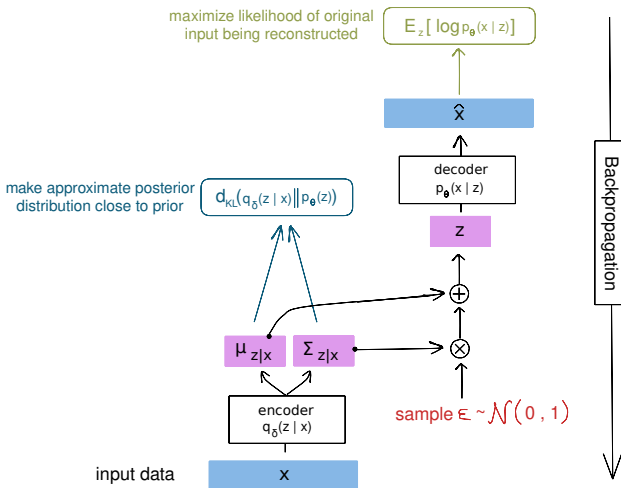 maximize likelihood of original
input being reconstructed
E_z [ log p_θ(x | z) ]
x̂
decoder
p_θ(x | z)
make approximate posterior
distribution close to prior
d_KL(q_δ(z | x) ‖ p_θ(z))
z
Backpropagation
+
μ_z|x
Σ_z|x
×
encoder
q_δ(z | x)
sample ϵ ~ 𝒩(0 , 1)
input data
x